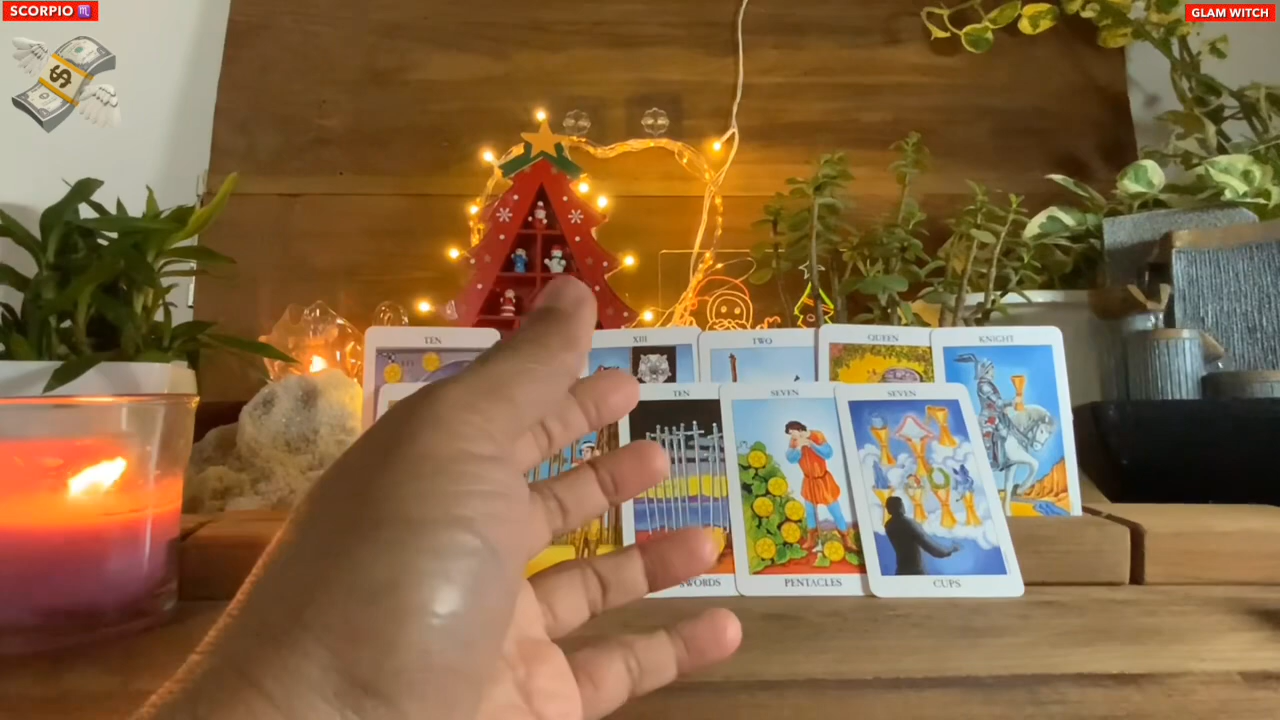 SCORPIO ♏
GLAM WITCH
$
TEN
XIII
TWO
QUEEN
KNIGHT
TEN
SEVEN
SEVEN
SWORDS
PENTACLES
CUPS